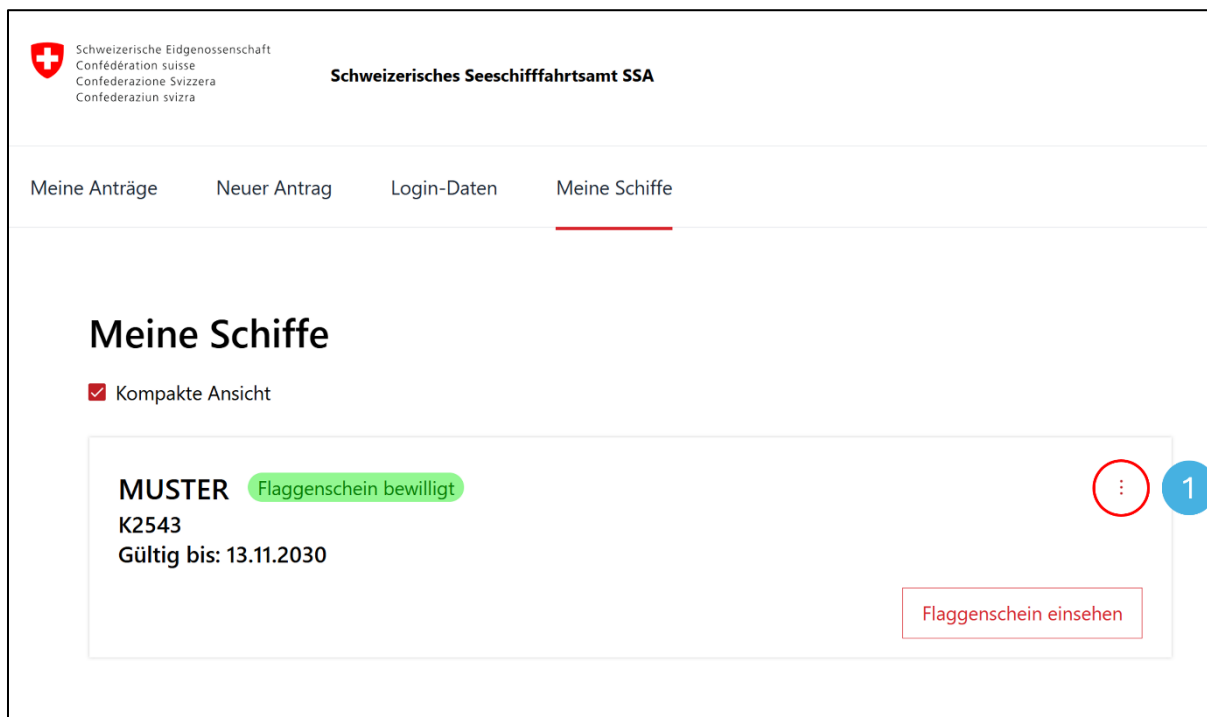 Schweizerische Eidgenossenschaft
Confédération suisse
Confederazione Svizzera
Confederaziun svizra
Schweizerisches Seeschifffahrtsamt SSA
Meine Anträge Neuer Antrag Login-Daten Meine Schiffe
Meine Schiffe
Kompakte Ansicht
MUSTER Flaggenschein bewilligt
1
K2543
Gültig bis: 13.11.2030
Flaggenschein einsehen